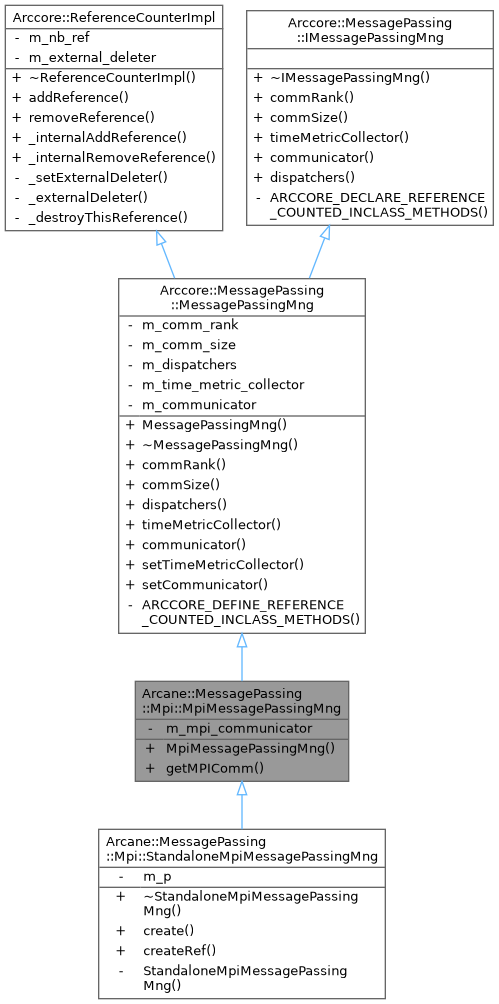 Arccore::ReferenceCounterImpl
- m_nb_ref
- m_external_deleter
+ ~ReferenceCounterImpl()
+ addReference()
+ removeReference()
+ _internalAddReference()
+ _internalRemoveReference()
- _setExternalDeleter()
- _externalDeleter()
- _destroyThisReference()
Arccore::MessagePassing
::IMessagePassingMng
+ ~IMessagePassingMng()
+ commRank()
+ commSize()
+ timeMetricCollector()
+ communicator()
+ dispatchers()
- ARCCORE_DECLARE_REFERENCE
_COUNTED_INCLASS_METHODS()
Arccore::MessagePassing
::MessagePassingMng
- m_comm_rank
- m_comm_size
- m_dispatchers
- m_time_metric_collector
- m_communicator
+ MessagePassingMng()
+ ~MessagePassingMng()
+ commRank()
+ commSize()
+ dispatchers()
+ timeMetricCollector()
+ communicator()
+ setTimeMetricCollector()
+ setCommunicator()
- ARCCORE_DEFINE_REFERENCE
_COUNTED_INCLASS_METHODS()
Arcane::MessagePassing
::Mpi::MpiMessagePassingMng
- m_mpi_communicator
+ MpiMessagePassingMng()
+ getMPIComm()
Arcane::MessagePassing
::Mpi::StandaloneMpiMessagePassingMng
- m_p
+ ~StandaloneMpiMessagePassing
Mng()
+ create()
+ createRef()
- StandaloneMpiMessagePassing
Mng()